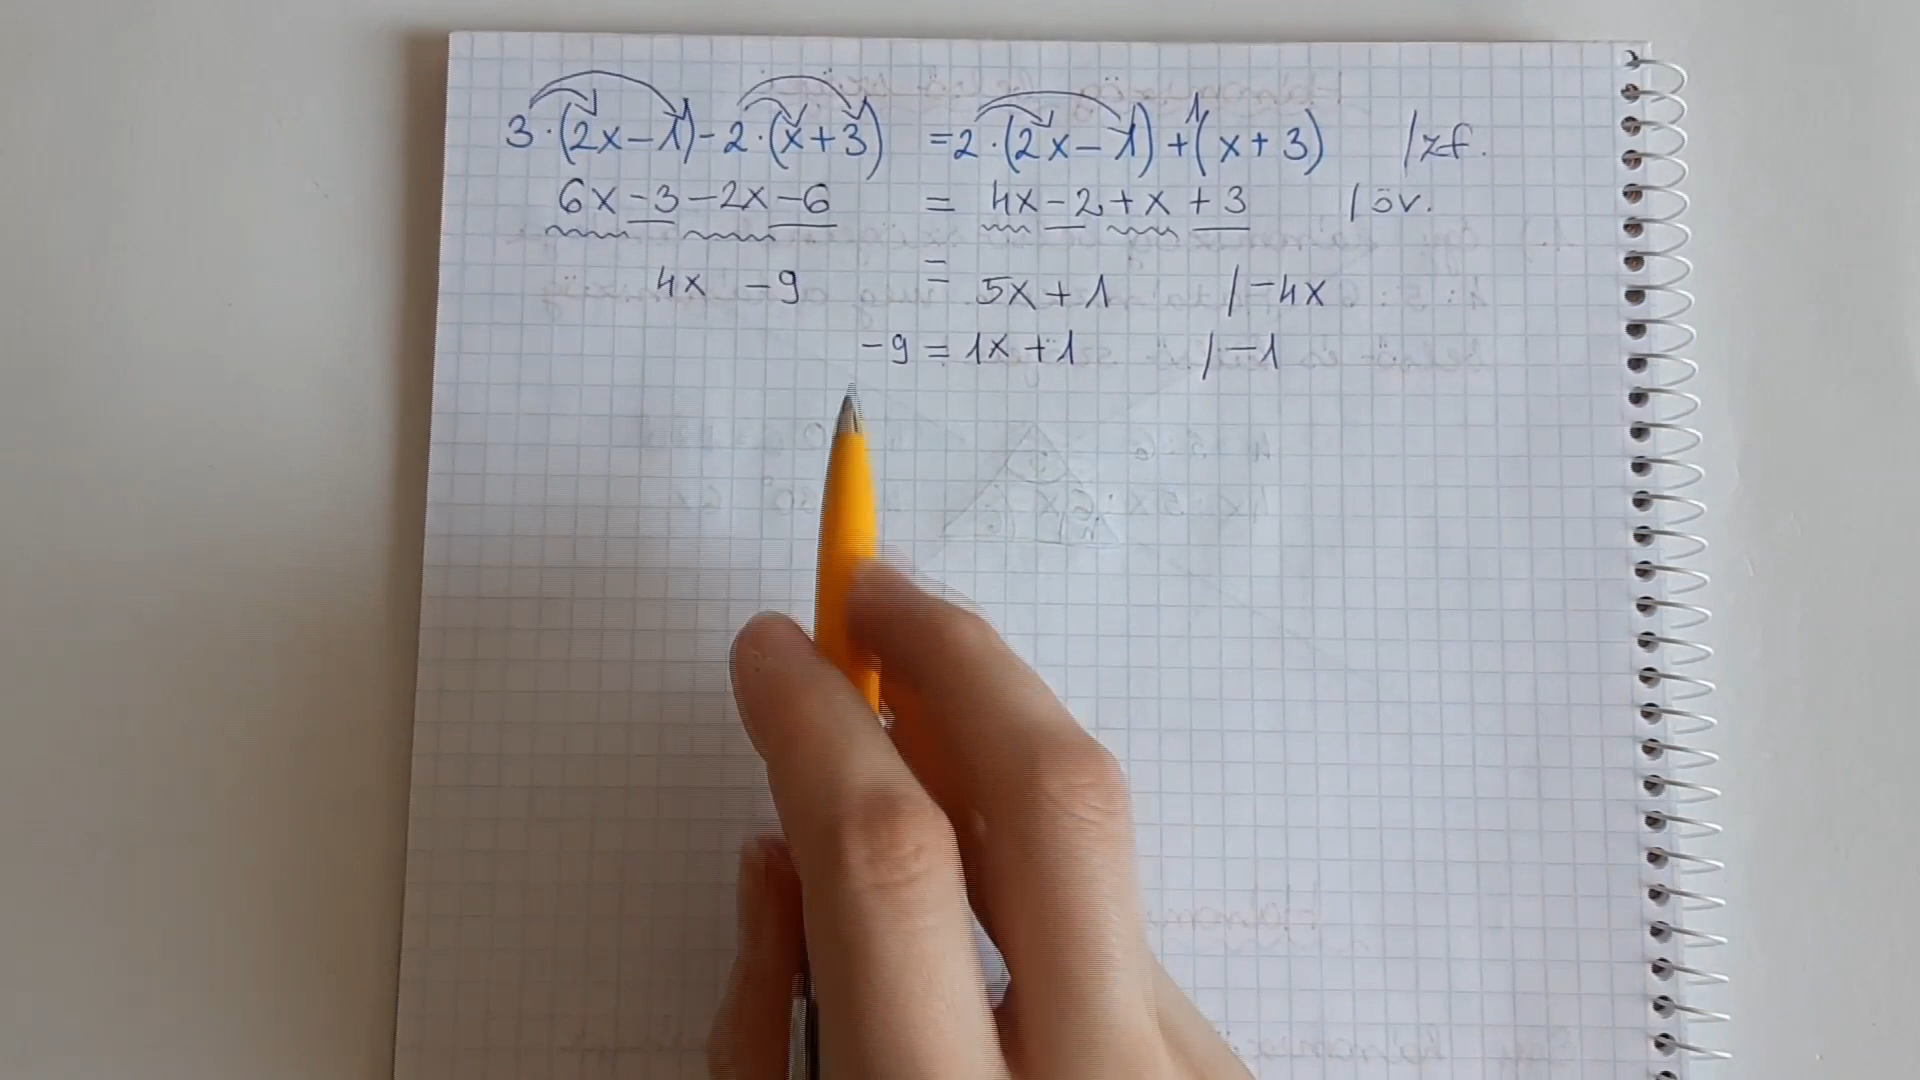 3·(2x-1)-2·(x+3) = 2·(2x-1)+1(x+3) /zf.
6x-3-2x-6 = 4x-2+x+3 /öv.
4x -9 = 5x+1 /-4x
-9 = 1x+1 /-1